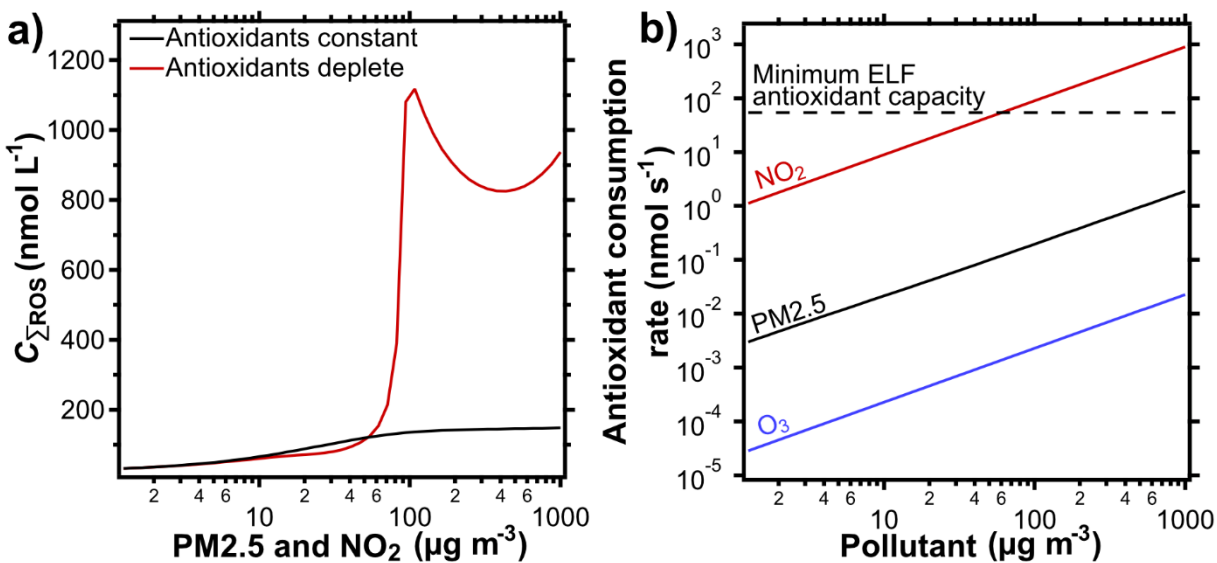 a)
Antioxidants constant
Antioxidants deplete
C∑ROS (nmol L-1)
1200
1000
800
600
400
200
2 4 6 2 4 6 2 4 6
10 100 1000
PM2.5 and NO2 (µg m-3)
b)
Antioxidant consumption
rate (nmol s-1)
10^3
10^2
10^1
10^0
10^-1
10^-2
10^-3
10^-4
10^-5
Minimum ELF
antioxidant capacity
NO2
PM2.5
O3
2 4 6 2 4 6 2 4 6
10 100 1000
Pollutant (µg m-3)